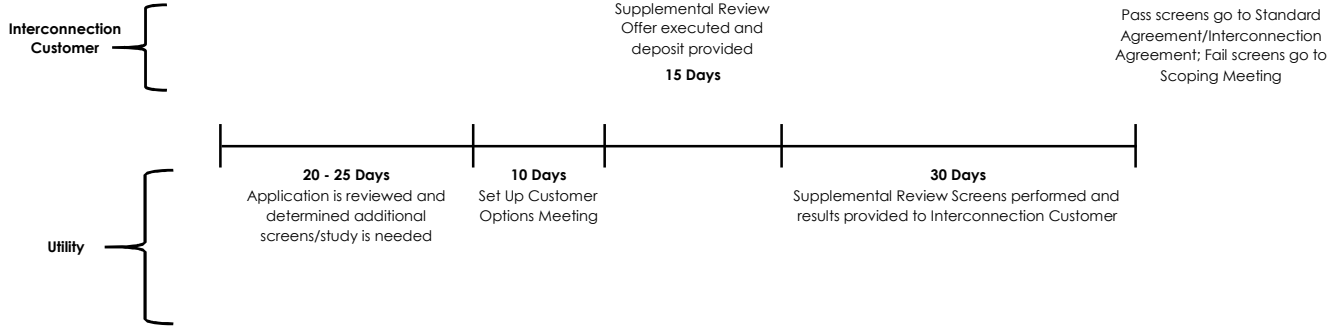 Interconnection
Customer
Supplemental Review
Offer executed and
deposit provided
15 Days
Pass screens go to Standard
Agreement/Interconnection
Agreement; Fail screens go to
Scoping Meeting
20 - 25 Days
Application is reviewed and
determined additional
screens/study is needed
10 Days
Set Up Customer
Options Meeting
30 Days
Supplemental Review Screens performed and
results provided to Interconnection Customer
Utility